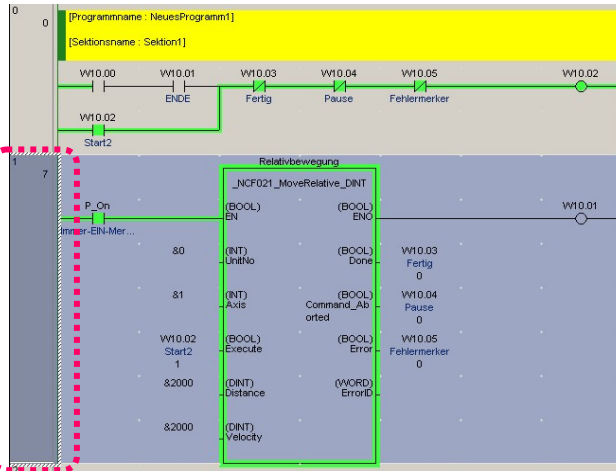 0
0
[Programmname : NeuesProgramm1]
[Sektionsname : Sektion1]
W10.00 W10.01 W10.03 W10.04 W10.05 W10.02
ENDE Fertig Pause Fehlermerker
W10.02
Start2
1
7
Relativbewegung
_NCF021_MoveRelative_DINT
P_On (BOOL) (BOOL) W10.01
EN ENO
Immer-EIN-Mer...
&0 (INT) (BOOL) W10.03
UnitNo Done Fertig
0
&1 (INT) (BOOL) W10.04
Axis Command_Ab Pause
orted 0
W10.02 (BOOL) (BOOL) W10.05
Start2 Execute Error Fehlermerker
1 0
&2000 (DINT) (WORD)
Distance ErrorID
&2000 (DINT)
Velocity